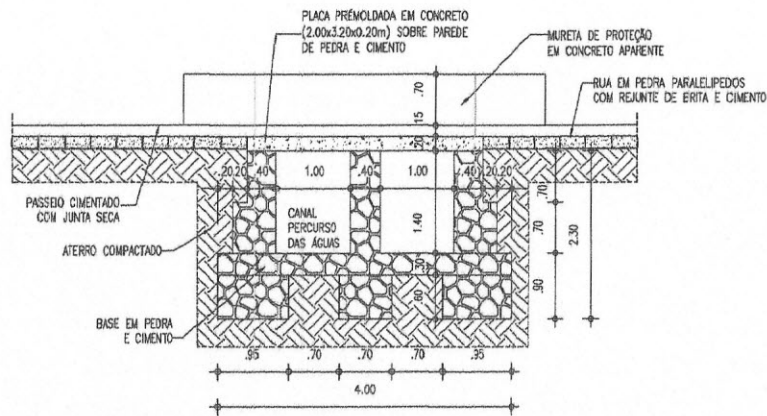 PLACA PRÉMOLDADA EM CONCRETO
(2.00x3.20x0.20m) SOBRE PAREDE
DE PEDRA E CIMENTO
MURETA DE PROTEÇÃO
EM CONCRETO APARENTE
RUA EM PEDRA PARALELIPEDOS
COM REJUNTE DE BRITA E CIMENTO
.70
.15
.20
.20
.20
.40
1.00
.40
1.00
.40
.20
.20
PASSEIO CIMENTADO
COM JUNTA SECA
CANAL
PERCURSO
DAS ÁGUAS
1.40
.70
.70
2.30
ATERRO COMPACTADO
.30
.60
.90
BASE EM PEDRA
E CIMENTO
.95
.70
.70
.70
.95
4.00